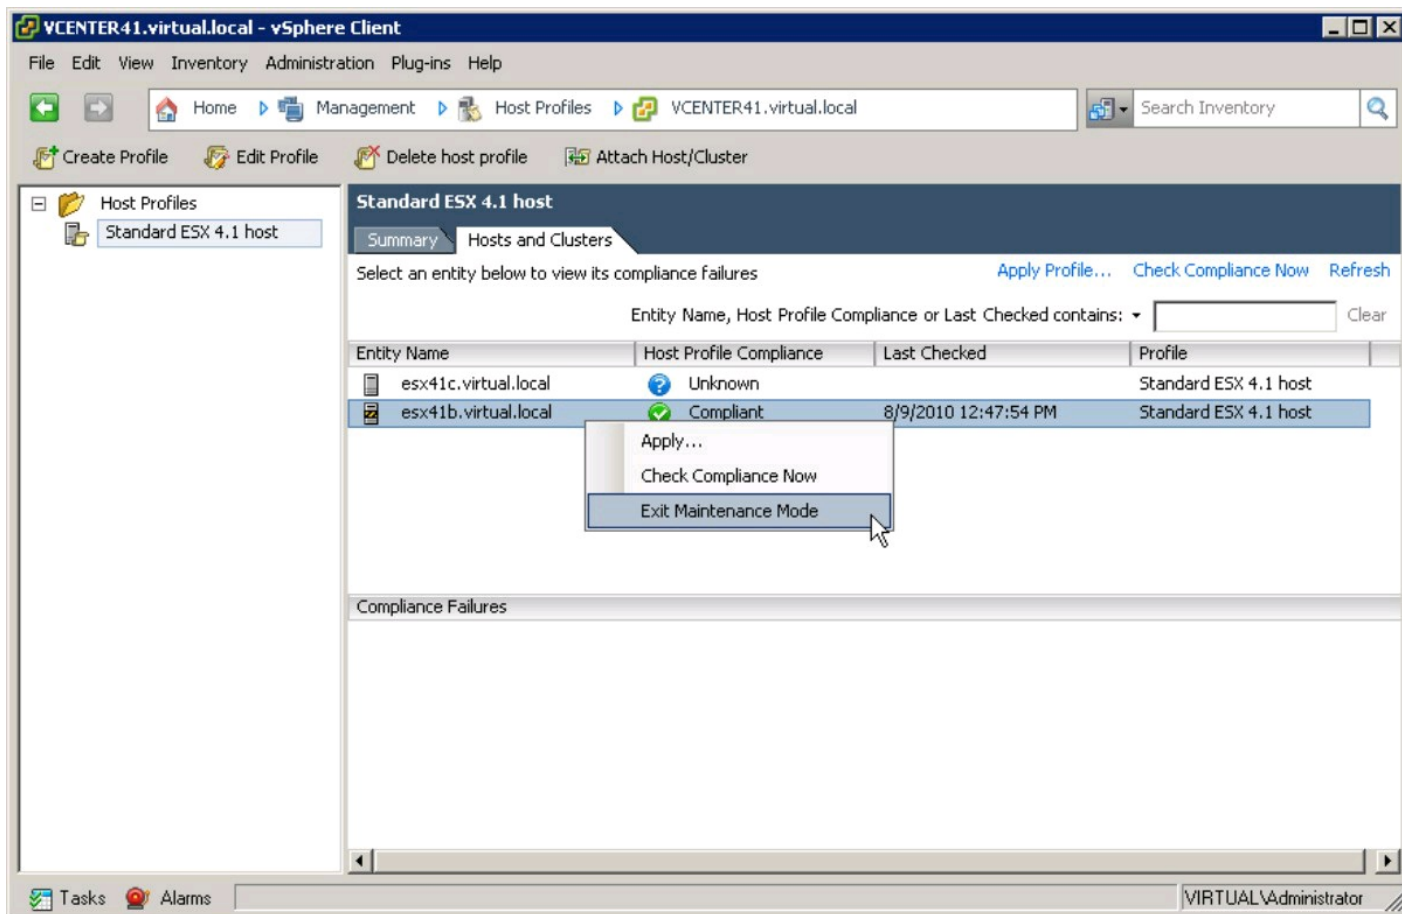 VCENTER41.virtual.local - vSphere Client
File Edit View Inventory Administration Plug-ins Help
Home Management Host Profiles VCENTER41.virtual.local Search Inventory
Create Profile Edit Profile Delete host profile Attach Host/Cluster
Host Profiles
Standard ESX 4.1 host
Standard ESX 4.1 host
Summary Hosts and Clusters
Select an entity below to view its compliance failures Apply Profile... Check Compliance Now Refresh
Entity Name, Host Profile Compliance or Last Checked contains: Clear
Entity Name Host Profile Compliance Last Checked Profile
esx41c.virtual.local Unknown Standard ESX 4.1 host
esx41b.virtual.local Compliant 8/9/2010 12:47:54 PM Standard ESX 4.1 host
Apply...
Check Compliance Now
Exit Maintenance Mode
Compliance Failures
Tasks Alarms VIRTUAL\Administrator